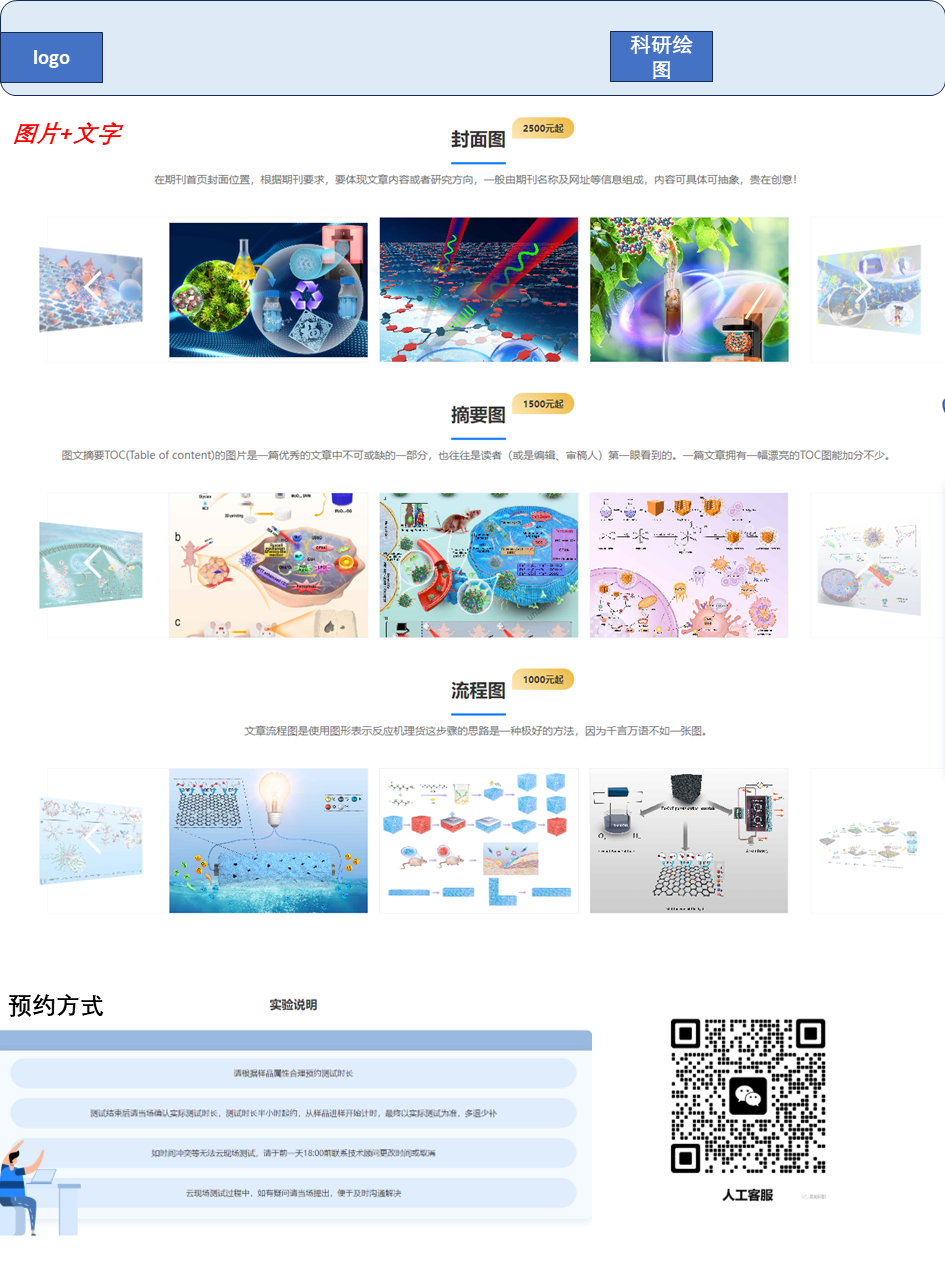 logo
科研绘
图
图片+文字
封面图
2500元起
在期刊首页封面位置，根据期刊要求，要体现文章内容或者研究方向，一般由期刊名称及网址等信息组成，内容可具体可抽象，贵在创意！
摘要图
1500元起
图文摘要TOC(Table of content)的图片是一篇优秀的文章中不可或缺的一部分，也往往是读者（或是编辑、审稿人）第一眼看到的。一篇文章拥有一幅漂亮的TOC图能加分不少。
b
c
流程图
1000元起
文章流程图是使用图形表示反应机理货这步骤的思路是一种极好的方法，因为千言万语不如一张图。
预约方式
实验说明
请根据样品属性合理预约测试时长
测试结束后请当场确认实际测试时长，测试时长半小时起约，从样品进样开始计时，最终以实际测试为准，多退少补
如时间冲突等无法云现场测试，请于前一天18:00前联系技术顾问更改时间或取消
云现场测试过程中，如有疑问请当场提出，便于及时沟通解决
人工客服